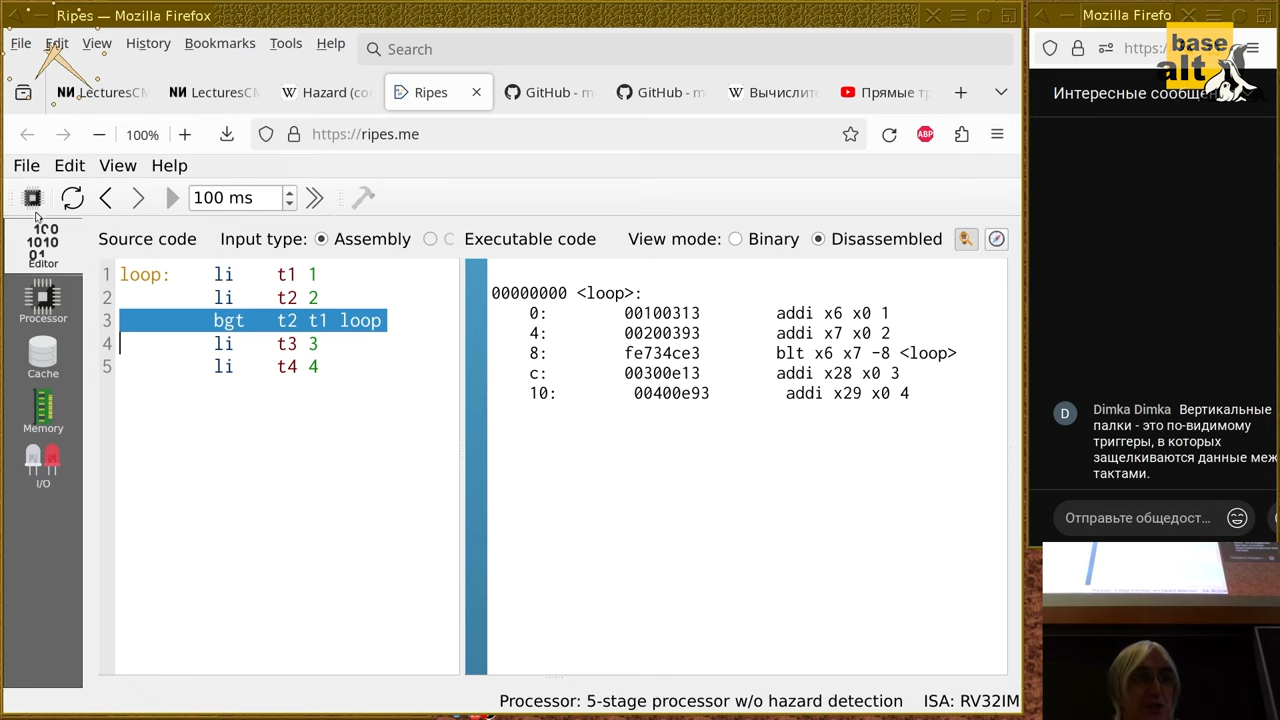 Ripes — Mozilla Firefox
File Edit View History Bookmarks Tools Help
Search
LecturesCM
LecturesCM
Hazard (co
Ripes
GitHub - m
GitHub - m
Вычислите
Прямые т
100%
https://ripes.me
ABP
File Edit View Help
100 ms
Editor
Processor
Cache
Memory
I/O
Source code Input type: Assembly C
Executable code View mode: Binary Disassembled
1 loop: li t1 1
2 li t2 2
3 bgt t2 t1 loop
4 li t3 3
5 li t4 4
00000000 <loop>:
0: 00100313 addi x6 x0 1
4: 00200393 addi x7 x0 2
8: fe734ce3 blt x6 x7 -8 <loop>
c: 00300e13 addi x28 x0 3
10: 00400e93 addi x29 x0 4
Processor: 5-stage processor w/o hazard detection ISA: RV32IM
Mozilla Firefo
https:
base
alt
Интересные сообщен
D
Dimka Dimka Вертикальные
палки - это по-видимому
триггеры, в которых
защелкиваются данные меж
тактами.
Отправьте общедост...